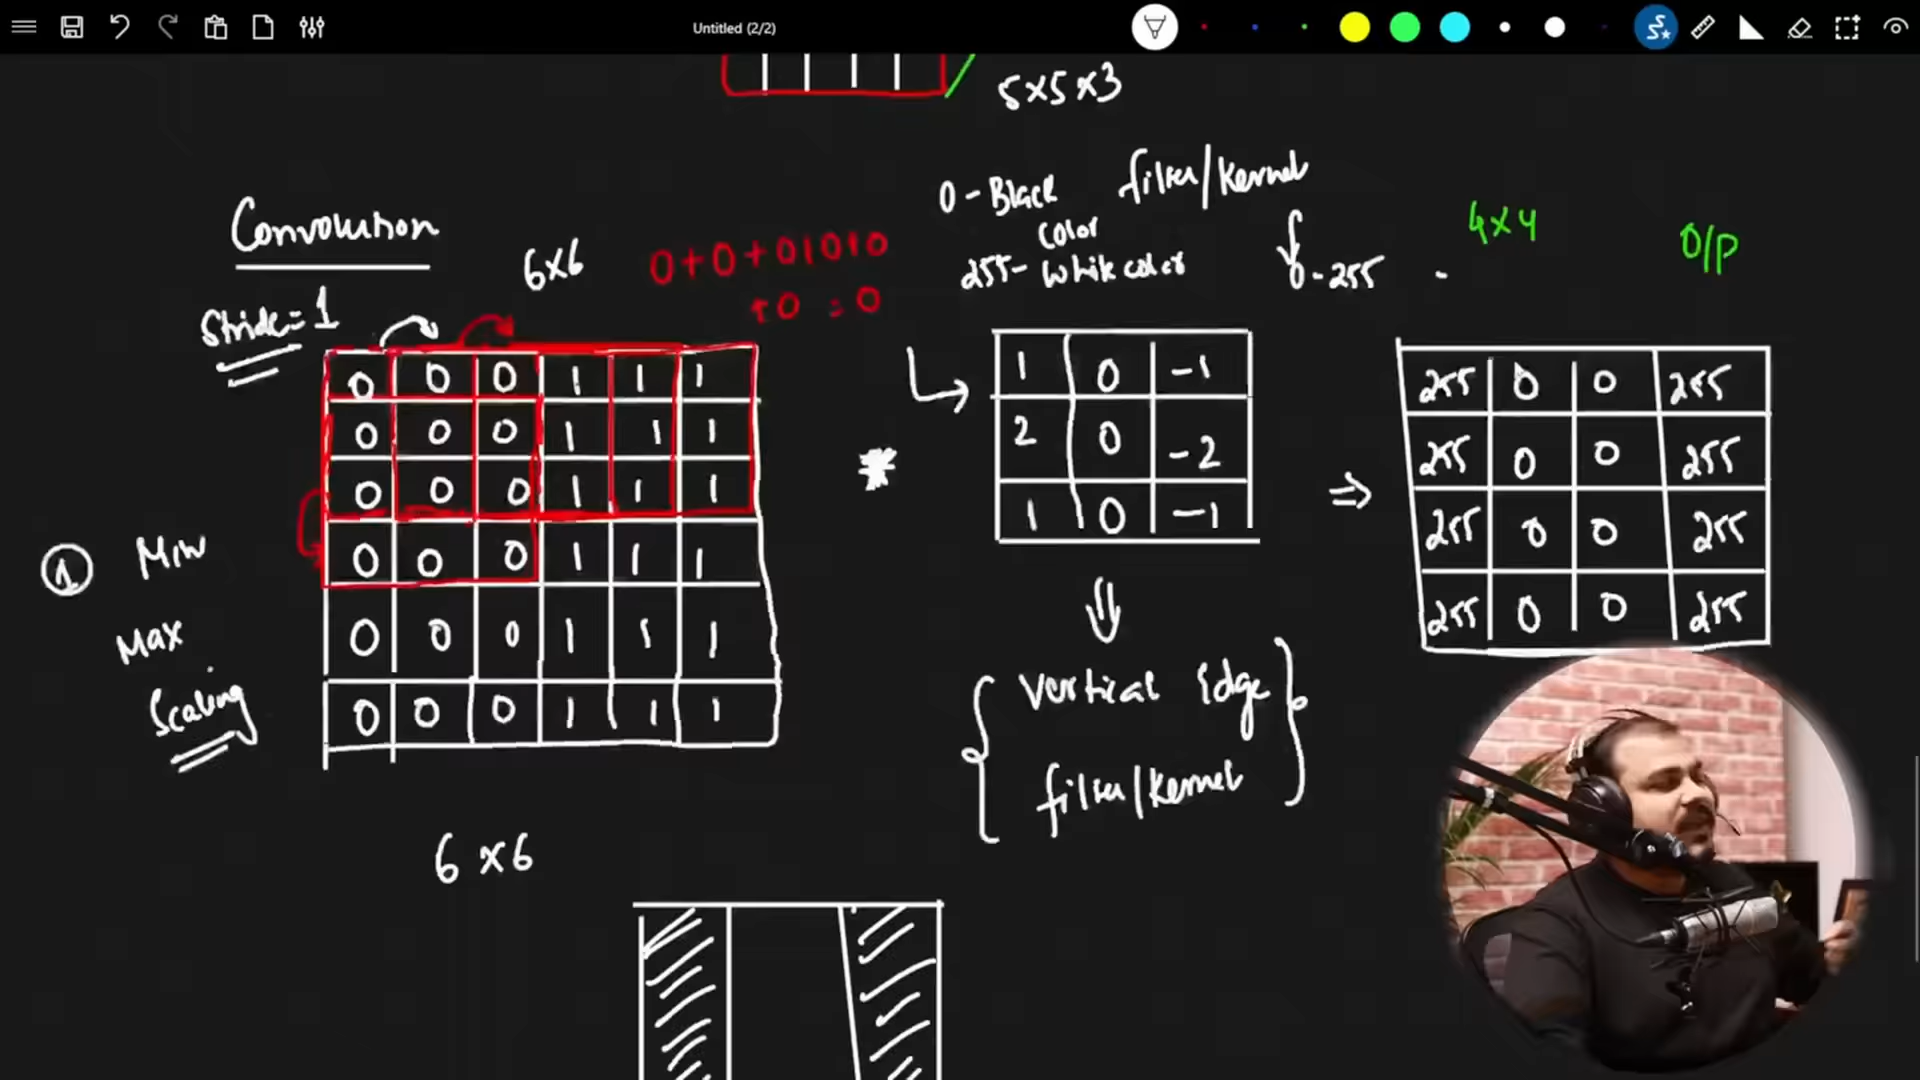 Untitled (2/2)
5x5x3
0 - Black filter/kernel
Color
255 - White color
0 - 255 -
4x4
O/P
Convolution
6x6
0+0+01010
+0 = 0
Stride = 1
0 0 0 1 1 1
0 0 0 1 1 1
0 0 0 1 1 1
0 0 0 1 1 1
0 0 0 1 1 1
0 0 0 1 1 1
*
1 0 -1
2 0 -2
1 0 -1
⇒
255 0 0 255
255 0 0 255
255 0 0 255
255 0 0 255
① Min
Max
Scaling
Vertical Edge
filter/kernel
6 x 6